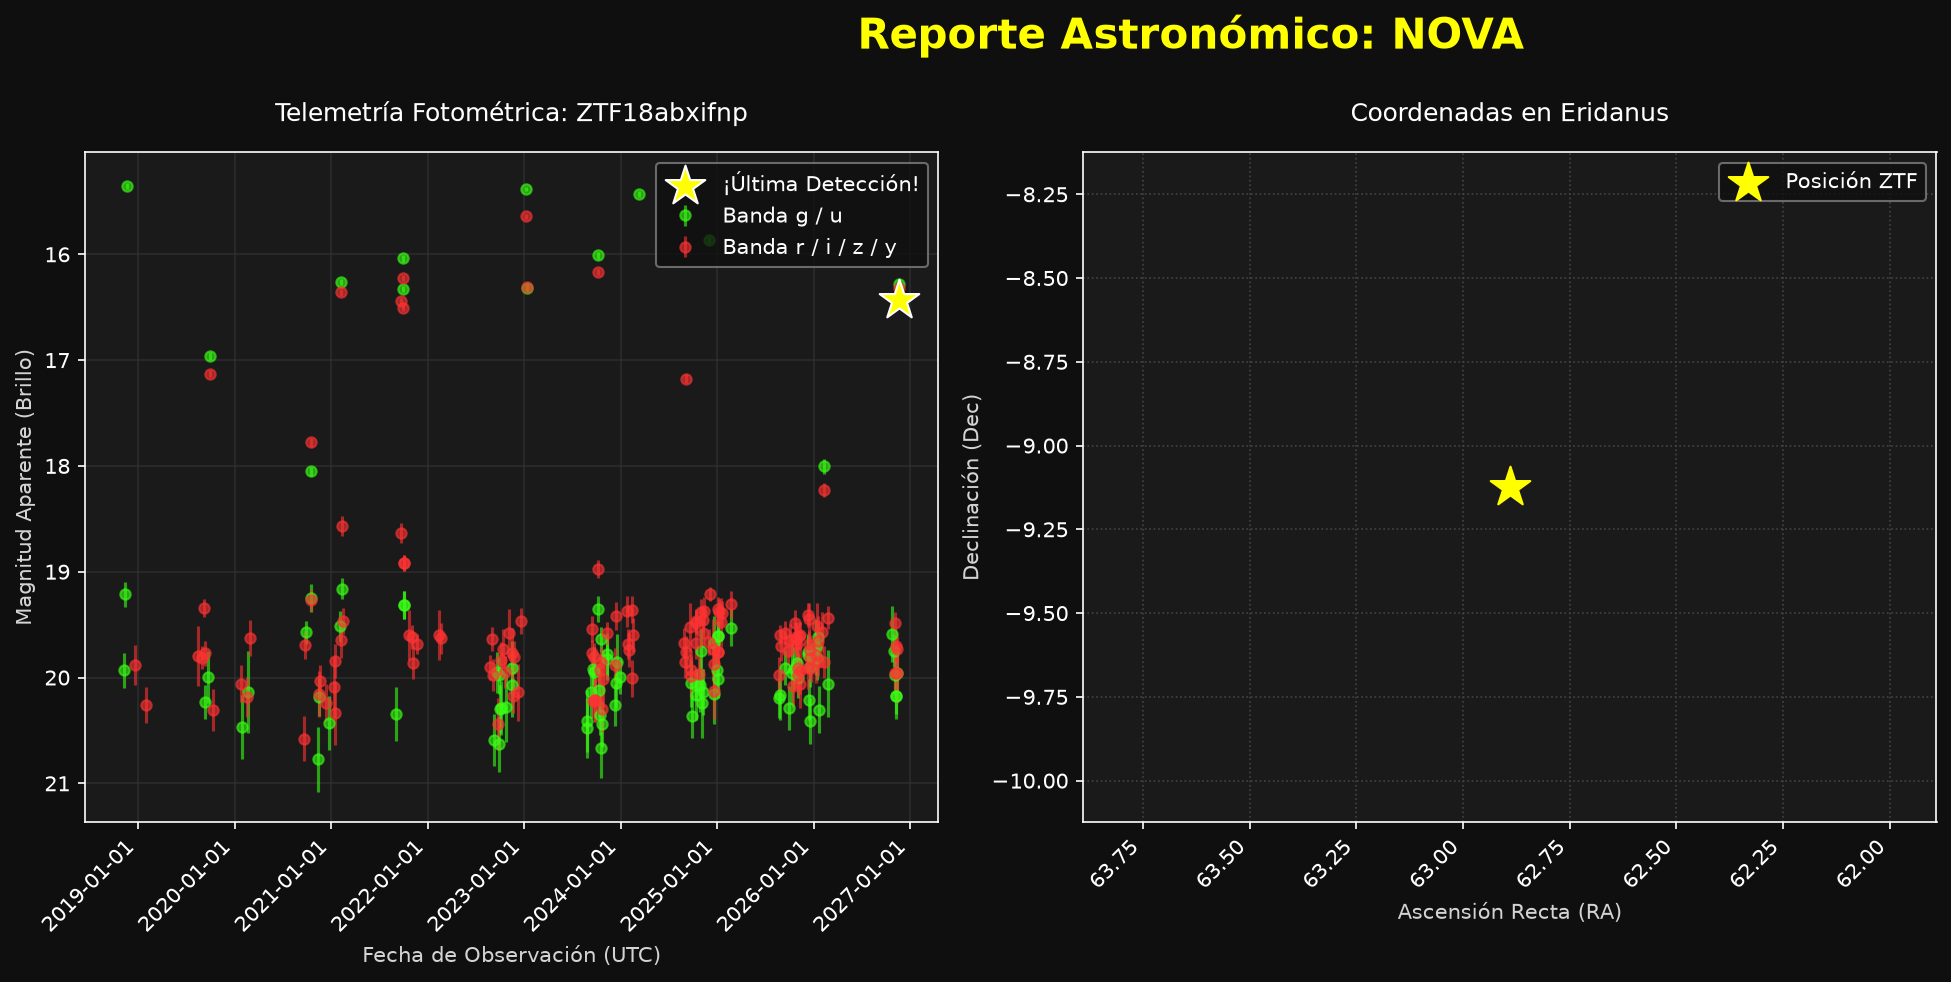 Reporte Astronómico: NOVA
Telemetría Fotométrica: ZTF18abxifnp
Magnitud Aparente (Brillo)
16
17
18
19
20
21
¡Última Detección!
Banda g / u
Banda r / i / z / y
2019-01-01
2020-01-01
2021-01-01
2022-01-01
2023-01-01
2024-01-01
2025-01-01
2026-01-01
2027-01-01
Fecha de Observación (UTC)
Coordenadas en Eridanus
Declinación (Dec)
−8.25
−8.50
−8.75
−9.00
−9.25
−9.50
−9.75
−10.00
Posición ZTF
63.75
63.50
63.25
63.00
62.75
62.50
62.25
62.00
Ascensión Recta (RA)